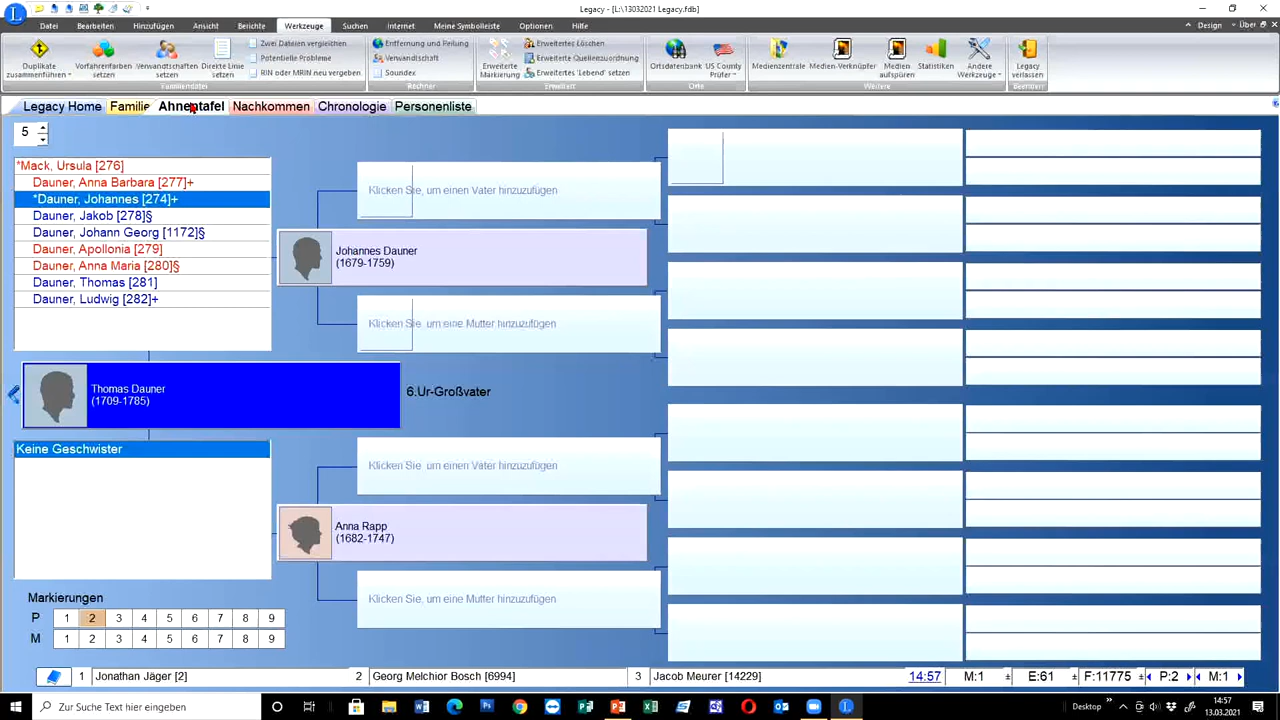 Legacy - [L:\13032021 Legacy.fdb]
Datei Bearbeiten Hinzufügen Ansicht Berichte Werkzeuge Suchen Internet Meine Symbolleiste Optionen Hilfe Design Über
Duplikate zusammenführen
Vorfahrenfarben setzen
Verwandtschaften setzen
Direkte Linie setzen
Zwei Dateien vergleichen
Potentielle Probleme
RIN oder MRIN neu vergeben
Familiendatei
Entfernung und Peilung
Verwandtschaft
Soundex
Rechner
Erweiterte Markierung
Erweitertes Löschen
Erweiterte Quellenzuordnung
Erweitertes 'Lebend' setzen
Erweitert
Ortsdatenbank
US County Prüfer
Orte
Medienzentrale
Medien-Verknüpfer
Medien aufspüren
Statistiken
Andere Werkzeuge
Weitere
Legacy verlassen
Beenden
Legacy Home Familie Ahnentafel Nachkommen Chronologie Personenliste
5
*Mack, Ursula [276]
Dauner, Anna Barbara [277]+
*Dauner, Johannes [274]+
Dauner, Jakob [278]§
Dauner, Johann Georg [1172]§
Dauner, Apollonia [279]
Dauner, Anna Maria [280]§
Dauner, Thomas [281]
Dauner, Ludwig [282]+
Klicken Sie, um einen Vater hinzuzufügen
Johannes Dauner
(1679-1759)
Klicken Sie, um eine Mutter hinzuzufügen
Thomas Dauner
(1709-1785)
6.Ur-Großvater
Keine Geschwister
Klicken Sie, um einen Vater hinzuzufügen
Anna Rapp
(1682-1747)
Klicken Sie, um eine Mutter hinzuzufügen
Markierungen
P 1 2 3 4 5 6 7 8 9
M 1 2 3 4 5 6 7 8 9
1 Jonathan Jäger [2] 2 Georg Melchior Bosch [6994] 3 Jacob Meurer [14229] 14:57 M:1 E:61 F:11775 P:2 M:1
Zur Suche Text hier eingeben
Desktop
14:57
13.03.2021